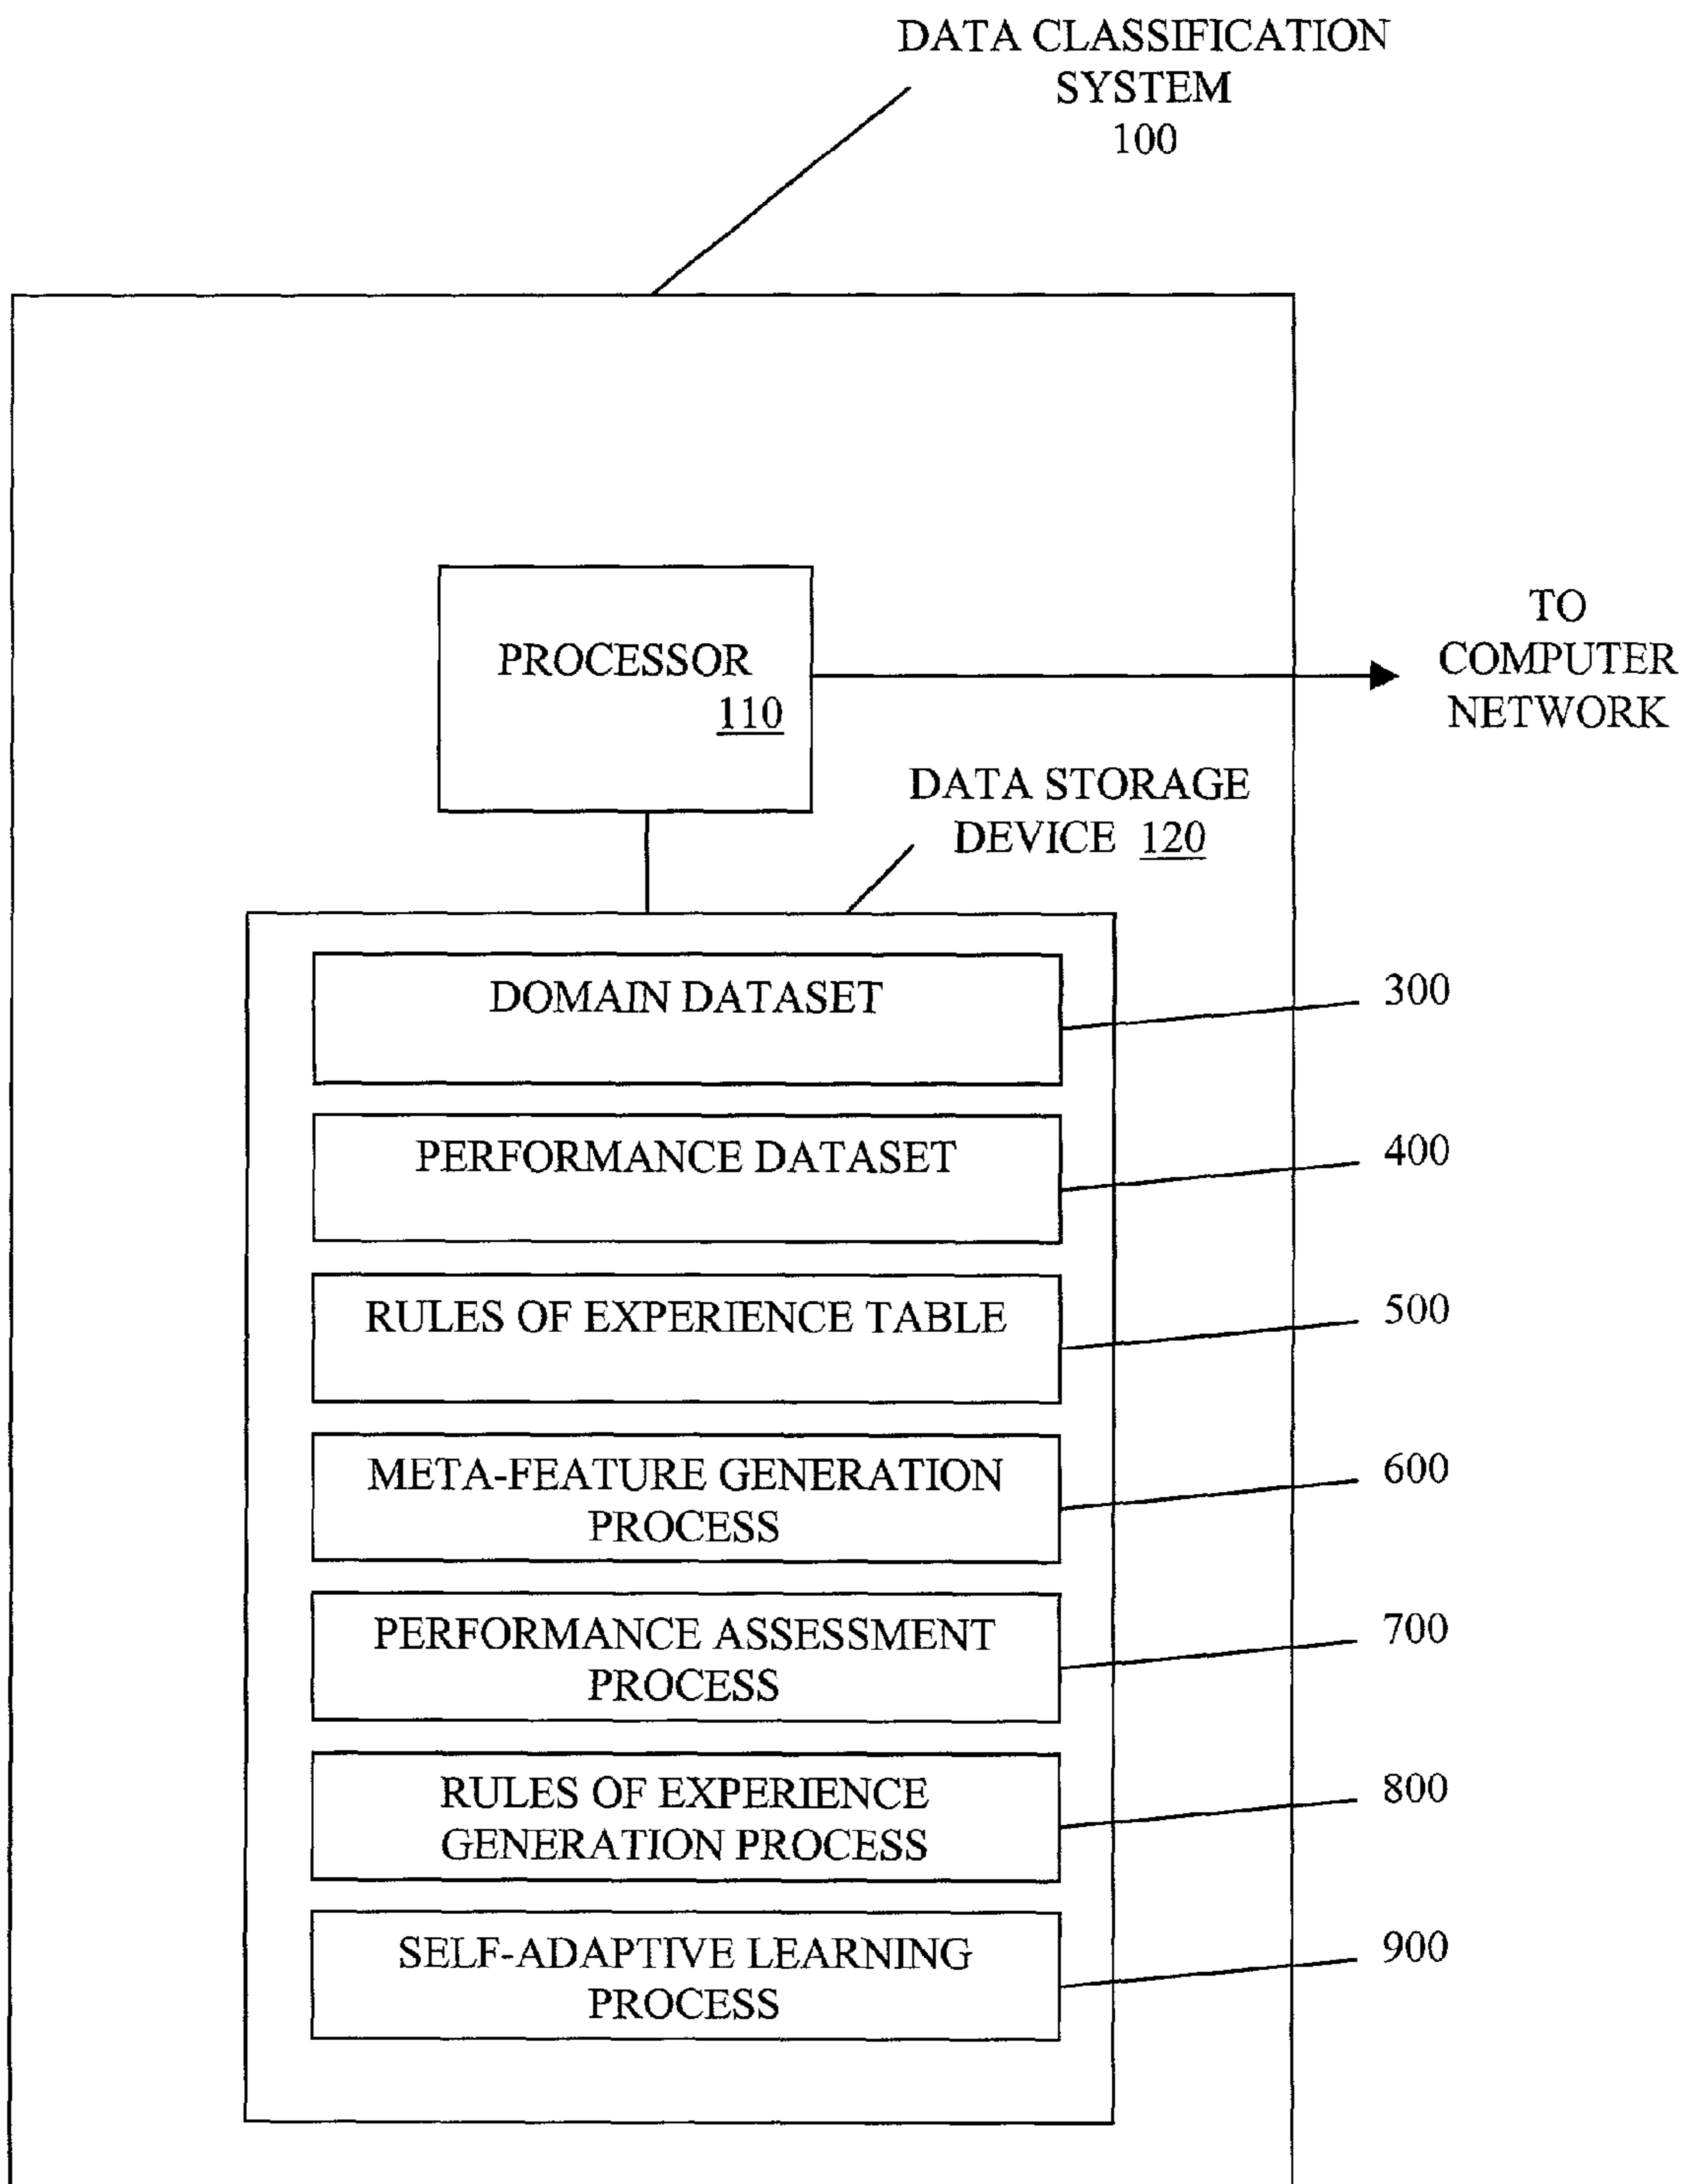 DATA CLASSIFICATION
SYSTEM
100
PROCESSOR
110
TO
COMPUTER
NETWORK
DATA STORAGE
DEVICE 120
DOMAIN DATASET
300
PERFORMANCE DATASET
400
RULES OF EXPERIENCE TABLE
500
META-FEATURE GENERATION
PROCESS
600
PERFORMANCE ASSESSMENT
PROCESS
700
RULES OF EXPERIENCE
GENERATION PROCESS
800
SELF-ADAPTIVE LEARNING
PROCESS
900